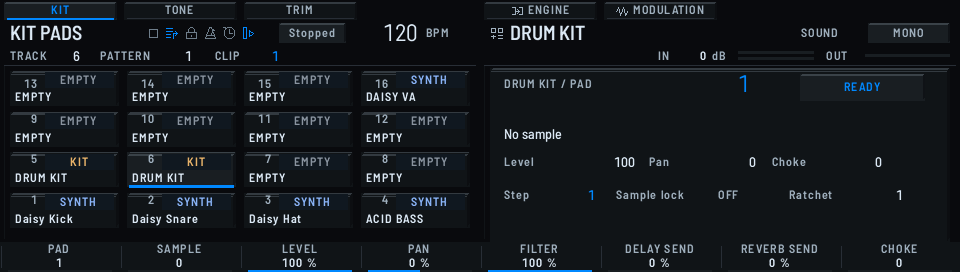 KIT TONE TRIM ENGINE MODULATION
KIT PADS Stopped 120 BPM DRUM KIT SOUND MONO
TRACK 6 PATTERN 1 CLIP 1 IN 0 dB OUT
13 EMPTY 14 EMPTY 15 EMPTY 16 SYNTH
EMPTY EMPTY EMPTY DAISY VA
9 EMPTY 10 EMPTY 11 EMPTY 12 EMPTY
EMPTY EMPTY EMPTY EMPTY
5 KIT 6 KIT 7 EMPTY 8 EMPTY
DRUM KIT DRUM KIT EMPTY EMPTY
1 SYNTH 2 SYNTH 3 SYNTH 4 SYNTH
Daisy Kick Daisy Snare Daisy Hat ACID BASS
DRUM KIT / PAD 1 READY
No sample
Level 100 Pan 0 Choke 0
Step 1 Sample lock OFF Ratchet 1
PAD SAMPLE LEVEL PAN FILTER DELAY SEND REVERB SEND CHOKE
1 0 100 % 0 % 100 % 0 % 0 % 0